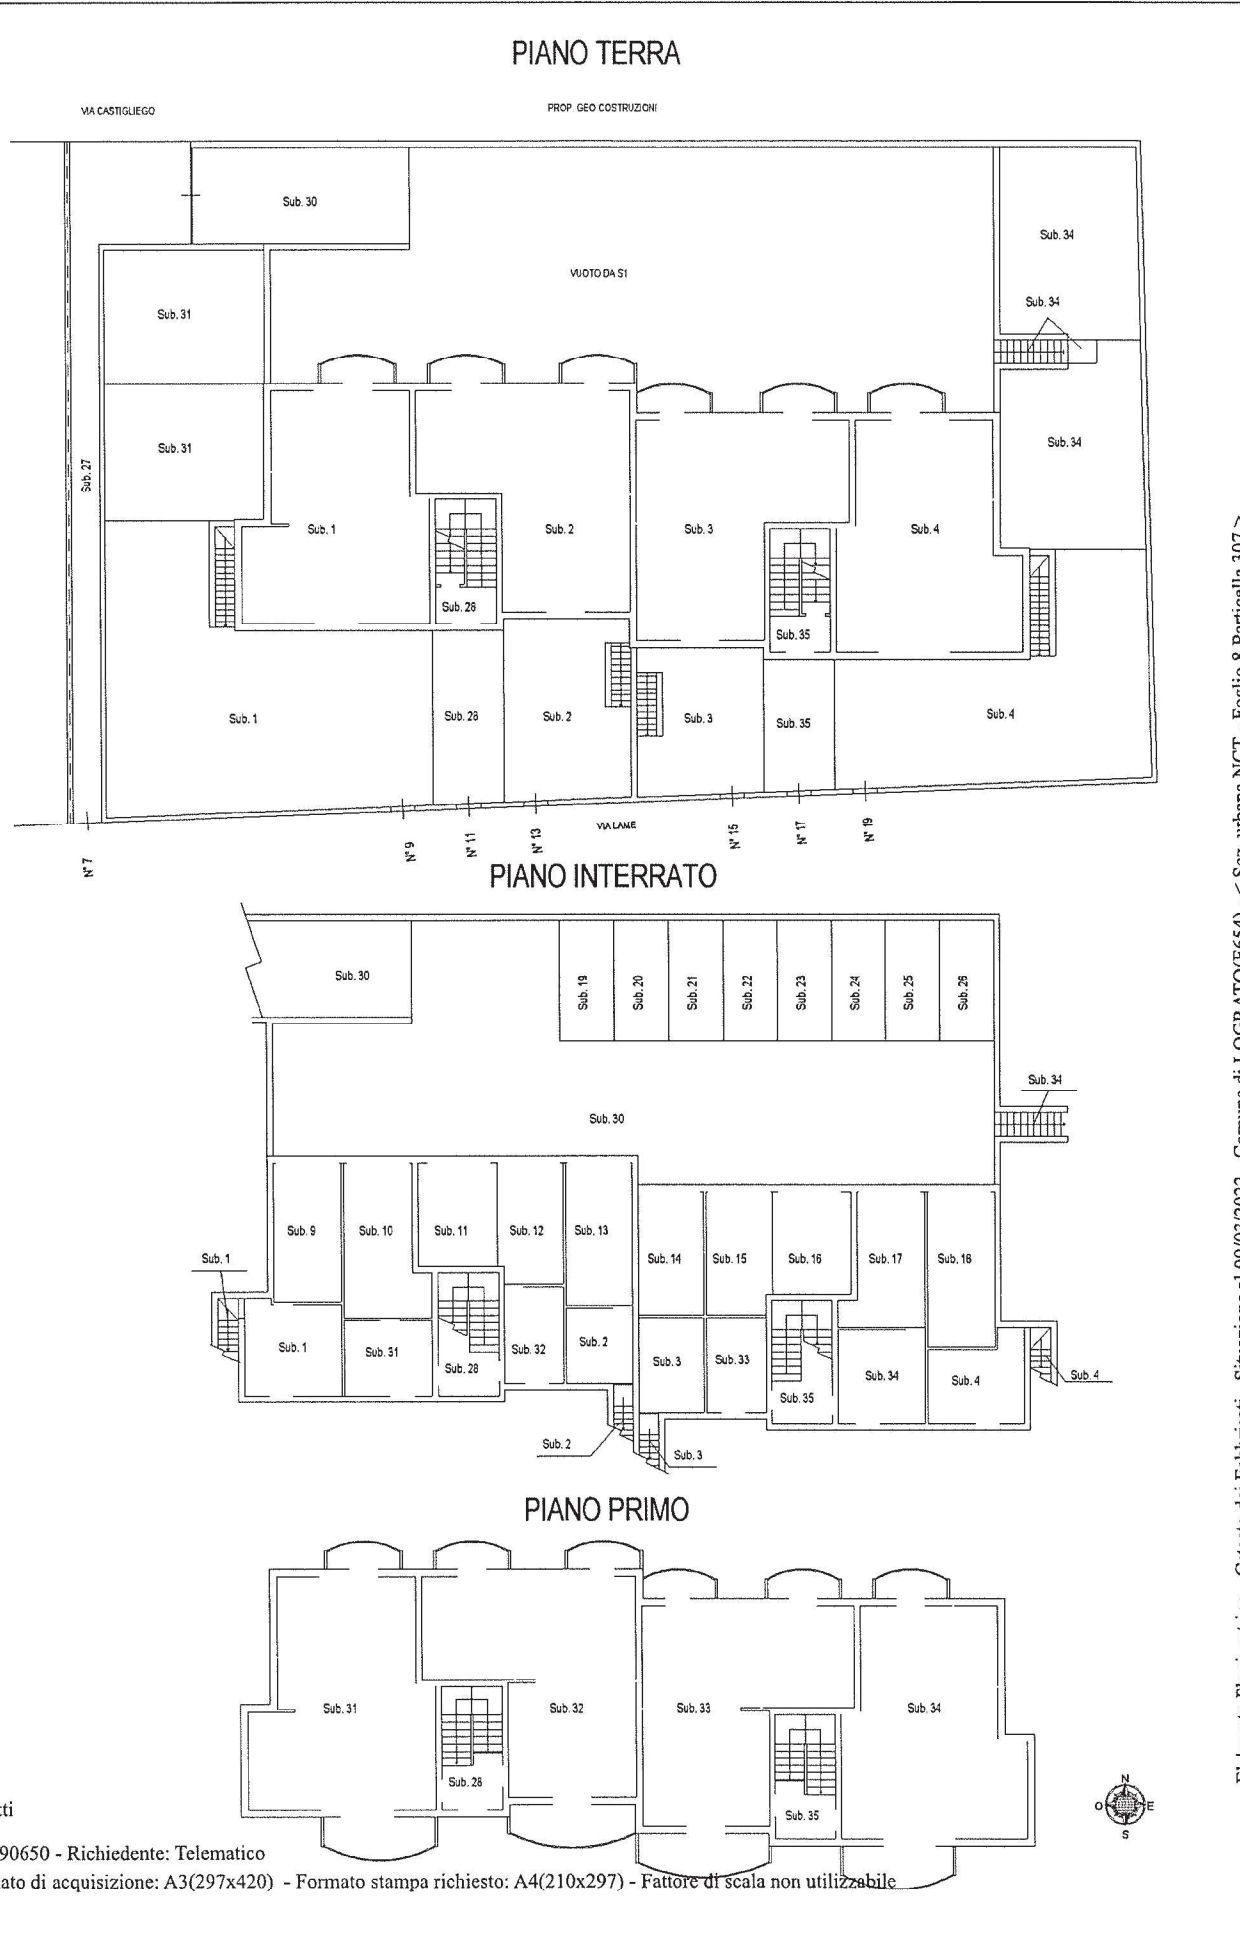 PIANO TERRA
VIA CASTIGLIEGO
PROP GEO COSTRUZIONI
Sub. 30
Sub. 34
VUOTO DA S1
Sub. 34
Sub. 31
Sub. 34
Sub. 31
Sub. 27
Sub. 1
Sub. 2
Sub. 3
Sub. 4
Sub. 28
Sub. 35
Sub. 1
Sub. 28
Sub. 2
Sub. 3
Sub. 35
Sub. 4
VIA LAME
N° 7
N° 9
N° 11
N° 13
N° 15
N° 17
N° 19
PIANO INTERRATO
Sub. 30
Sub. 19
Sub. 20
Sub. 21
Sub. 22
Sub. 23
Sub. 24
Sub. 25
Sub. 26
Sub. 34
Sub. 30
Sub. 9
Sub. 10
Sub. 11
Sub. 12
Sub. 13
Sub. 14
Sub. 15
Sub. 16
Sub. 17
Sub. 18
Sub. 1
Sub. 1
Sub. 31
Sub. 28
Sub. 32
Sub. 2
Sub. 3
Sub. 33
Sub. 35
Sub. 34
Sub. 4
Sub. 4
Sub. 2
Sub. 3
PIANO PRIMO
Sub. 31
Sub. 32
Sub. 33
Sub. 34
Sub. 28
Sub. 35
N
O E
S
tti
90650 - Richiedente: Telematico
ato di acquisizione: A3(297x420) - Formato stampa richiesto: A4(210x297) - Fattore di scala non utilizzabile